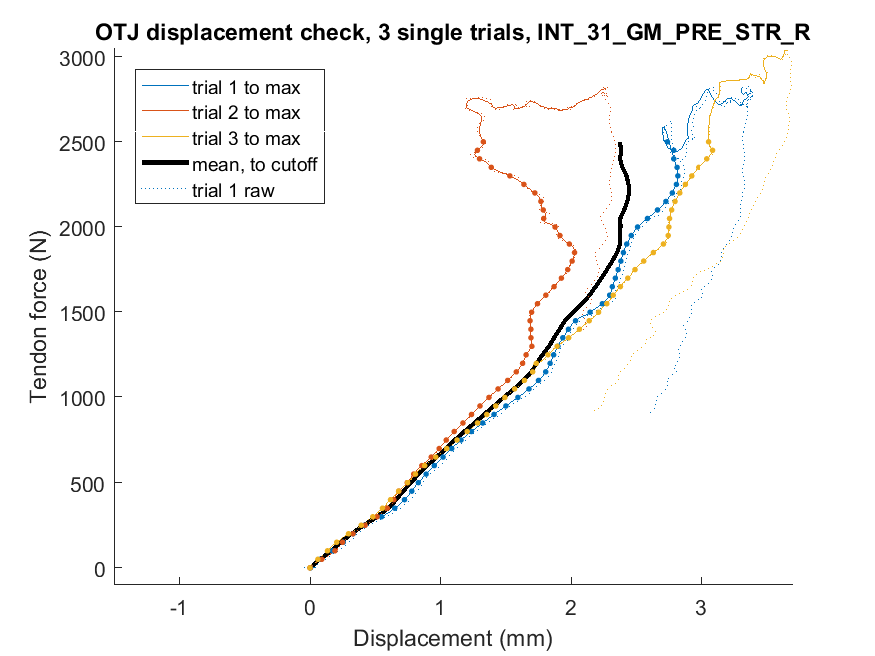 OTJ displacement check, 3 single trials, INT_31_GM_PRE_STR_R
3000
2500
2000
1500
1000
500
0
Tendon force (N)
trial 1 to max
trial 2 to max
trial 3 to max
mean, to cutoff
trial 1 raw
-1
0
1
2
3
Displacement (mm)